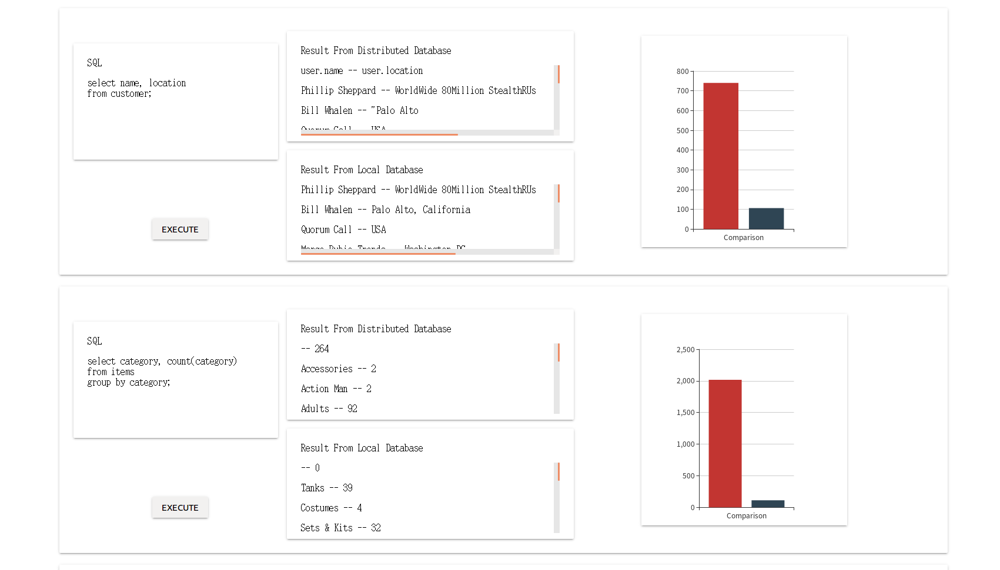 SQL
select name, location
from customer;
EXECUTE
Result From Distributed Database
user.name -- user.location
Phillip Sheppard -- WorldWide 80Million StealthRUs
Bill Whalen -- "Palo Alto
Quorum Call -- USA
Result From Local Database
Phillip Sheppard -- WorldWide 80Million StealthRUs
Bill Whalen -- Palo Alto, California
Quorum Call -- USA
Marco Rubio Trends -- Washington DC
800
700
600
500
400
300
200
100
0
Comparison
SQL
select category, count(category)
from items
group by category;
EXECUTE
Result From Distributed Database
-- 264
Accessories -- 2
Action Man -- 2
Adults -- 92
Result From Local Database
-- 0
Tanks -- 39
Costumes -- 4
Sets & Kits -- 32
2,500
2,000
1,500
1,000
500
0
Comparison